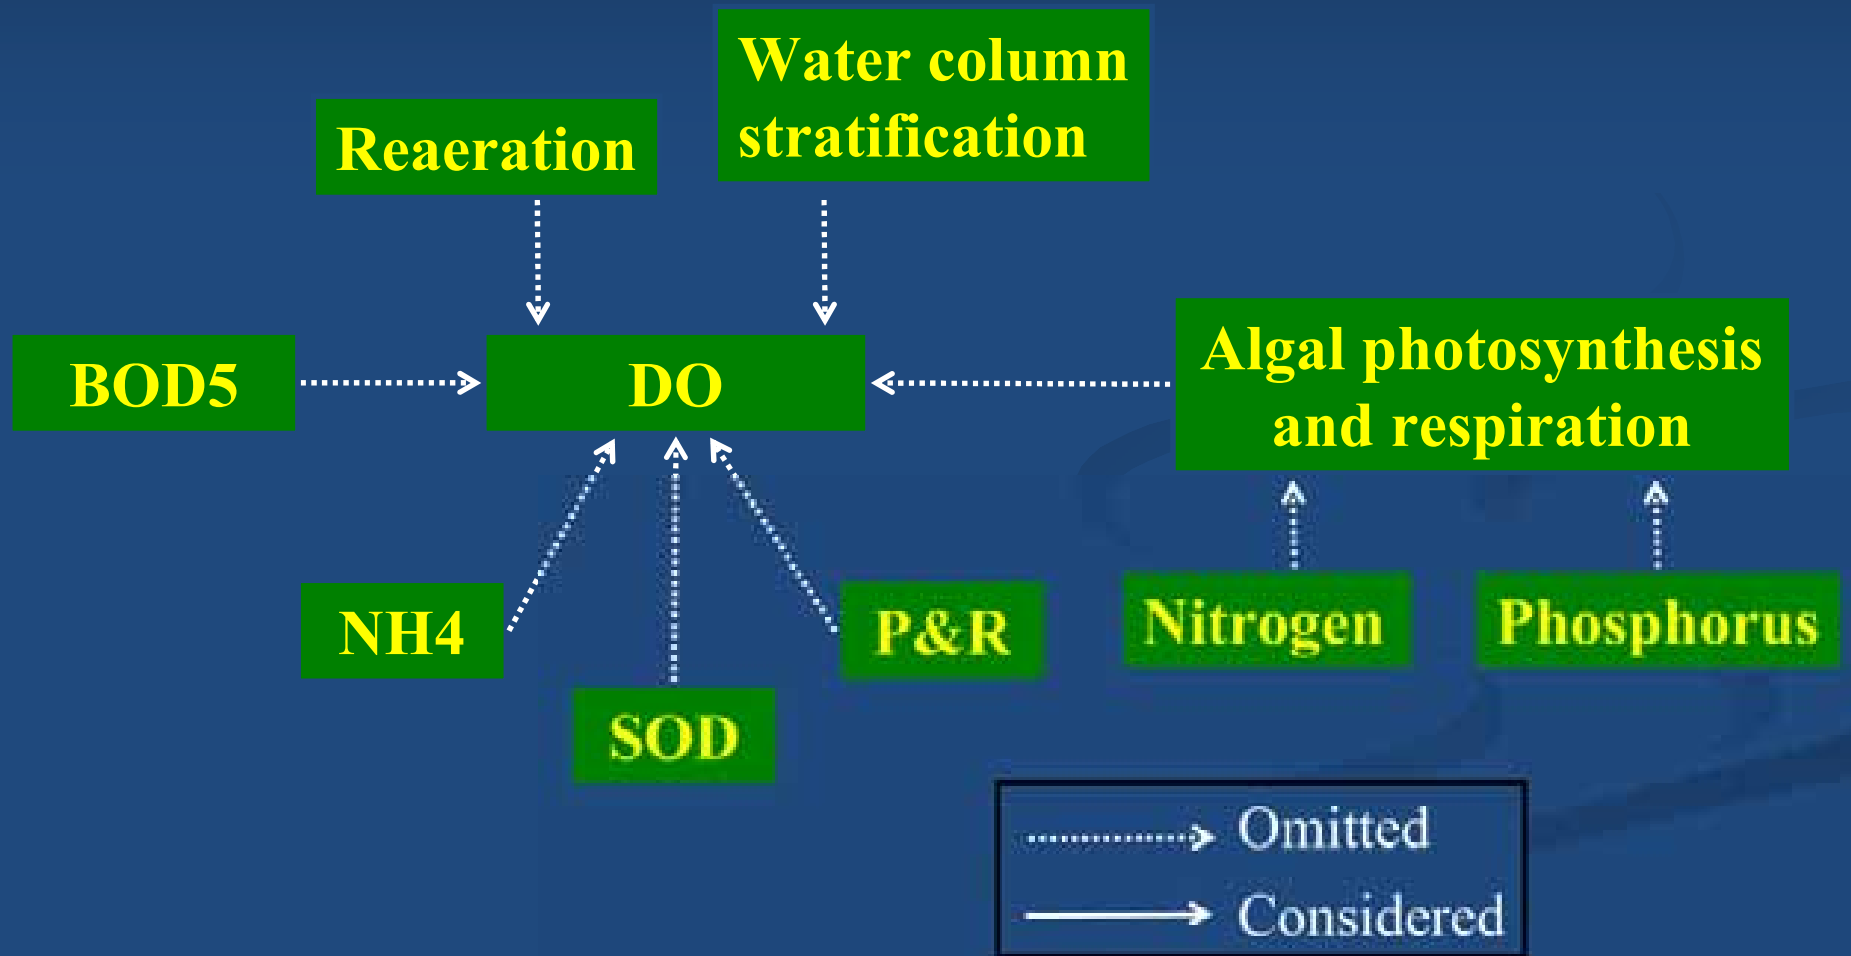 Water column
stratification
Reaeration
BOD5
DO
Algal photosynthesis
and respiration
NH4
SOD
P&R
Nitrogen
Phosphorus
Omitted
Considered